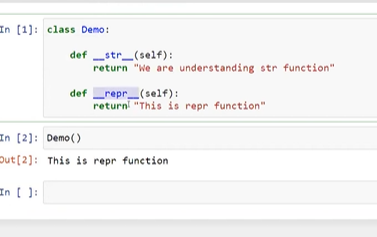 In [1]: class Demo:
def __str__(self):
return "We are understanding str function"
def __repr__(self):
return "This is repr function"
In [2]: Demo()
Out[2]: This is repr function
In [ ]: